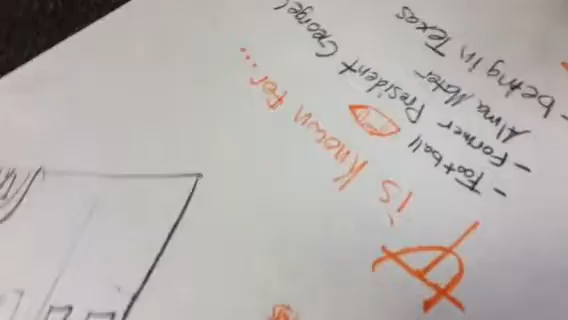 A is known for...
- Football
- Former President George
Alma Mater
- being in Texas